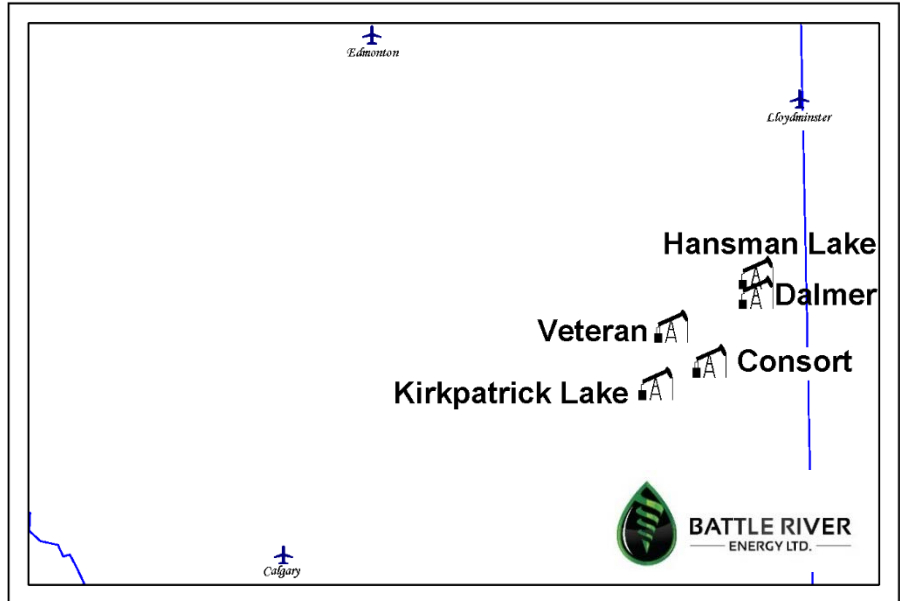 Edmonton
Lloydminster
Hansman Lake
Dalmer
Veteran
Consort
Kirkpatrick Lake
BATTLE RIVER
ENERGY LTD.
Calgary